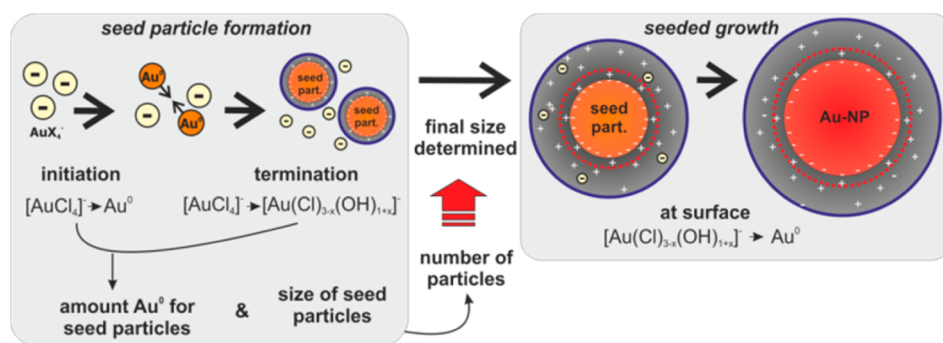 seed particle formation
AuX₄⁻
Au⁰
Au⁰
seed
part.
seed
part.
initiation
[AuCl₄]⁻→Au⁰
termination
[AuCl₄]⁻→[Au(Cl)₃₋ₓ(OH)₁₊ₓ]⁻
amount Au⁰ for
seed particles
&
size of seed
particles
final size
determined
number of
particles
seeded growth
seed
part.
Au-NP
at surface
[Au(Cl)₃₋ₓ(OH)₁₊ₓ]⁻ → Au⁰